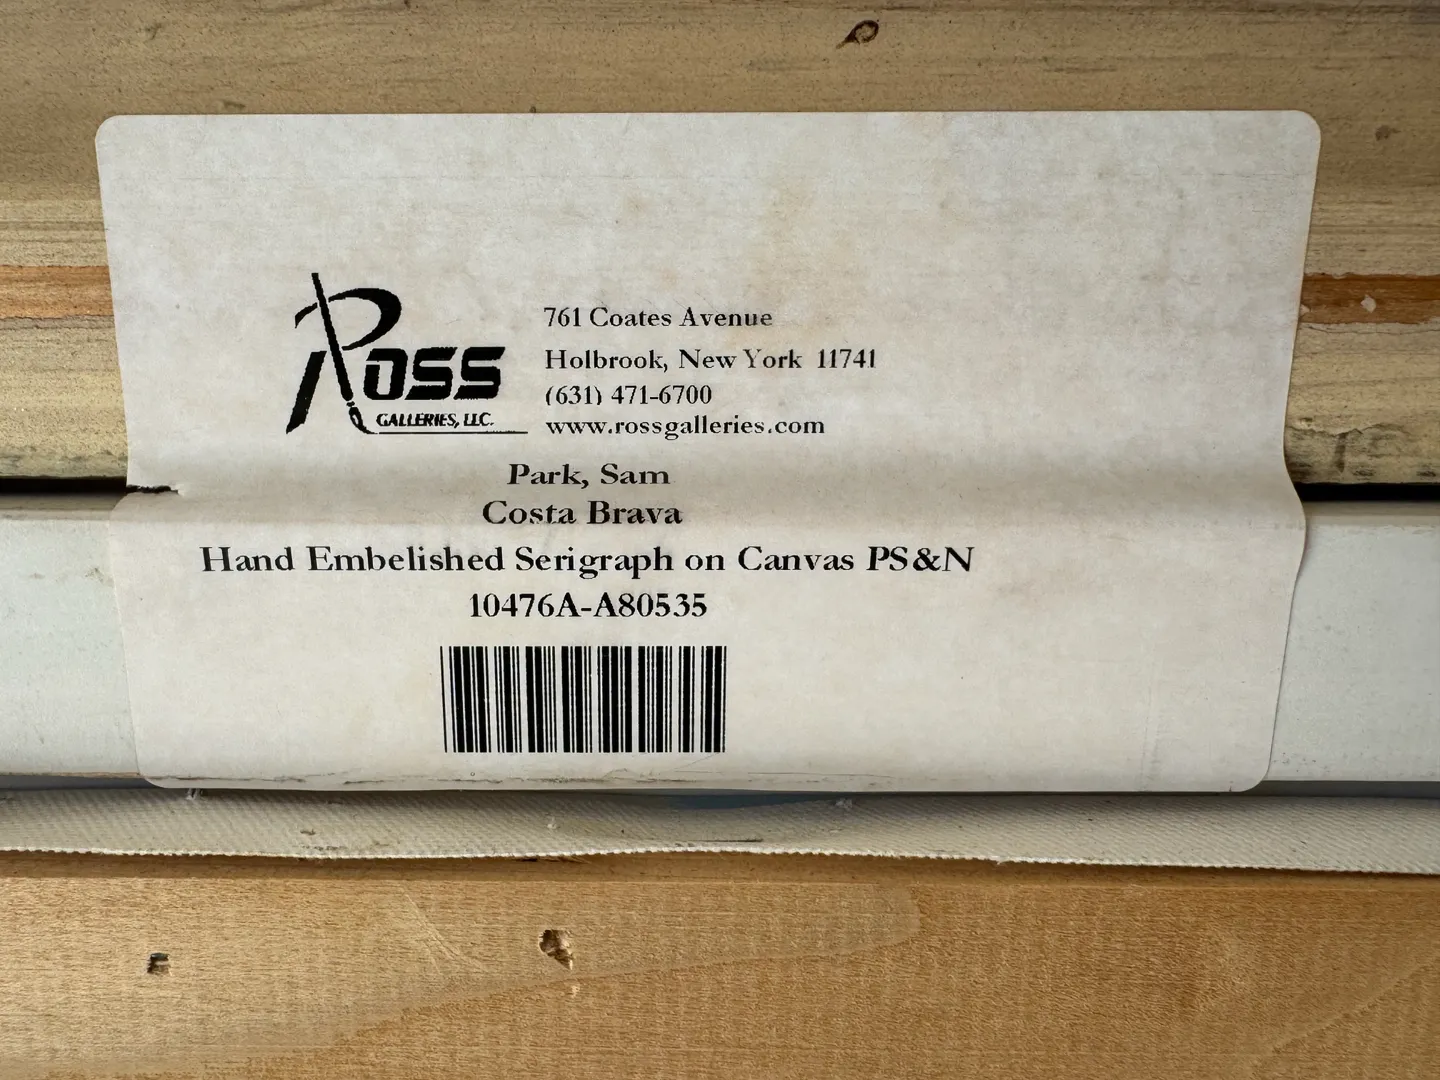 Ross
GALLERIES, LLC.
761 Coates Avenue
Holbrook, New York 11741
(631) 471-6700
www.rossgalleries.com
Park, Sam
Costa Brava
Hand Embelished Serigraph on Canvas PS&N
10476A-A80535